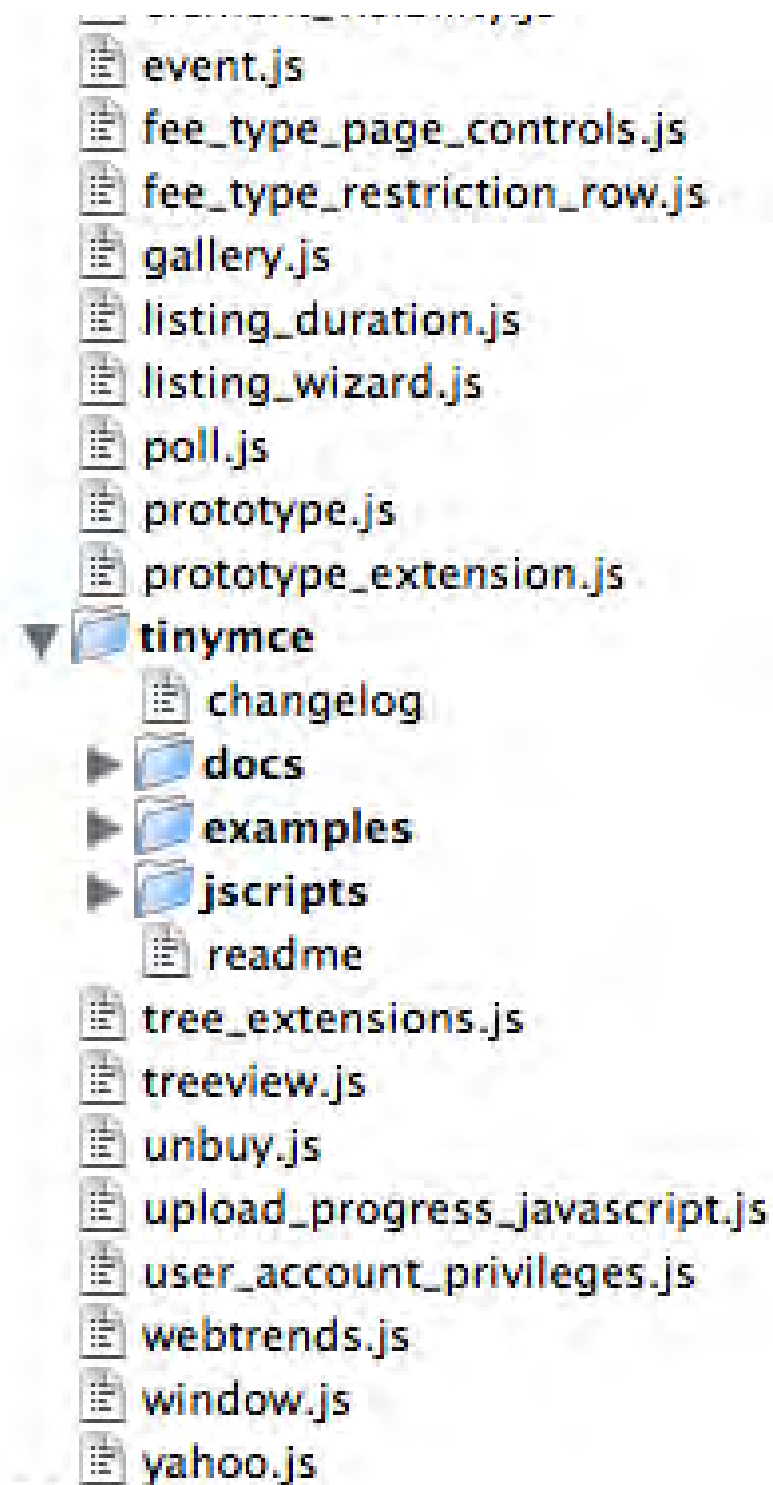 event.js
fee_type_page_controls.js
fee_type_restriction_row.js
gallery.js
listing_duration.js
listing_wizard.js
poll.js
prototype.js
prototype_extension.js
tinymce
changelog
docs
examples
jscripts
readme
tree_extensions.js
treeview.js
unbuy.js
upload_progress_javascript.js
user_account_privileges.js
webtrends.js
window.js
yahoo.js